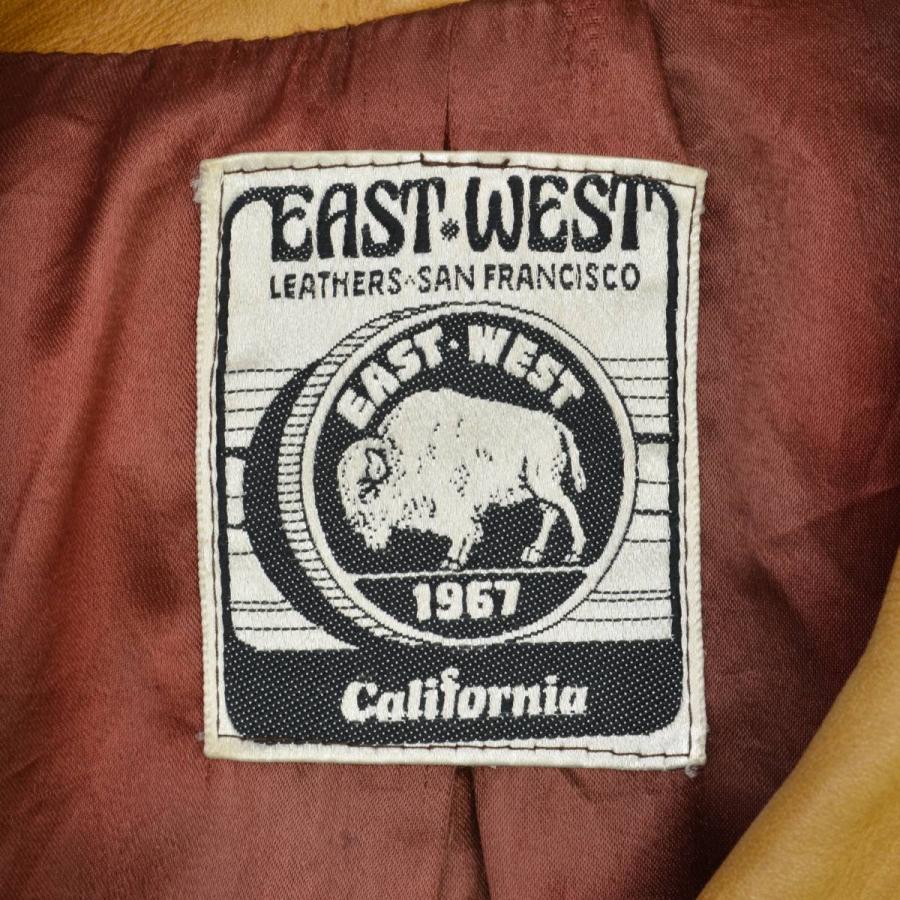 EAST·WEST
LEATHERS·SAN FRANCISCO
EAST·WEST
1967
California